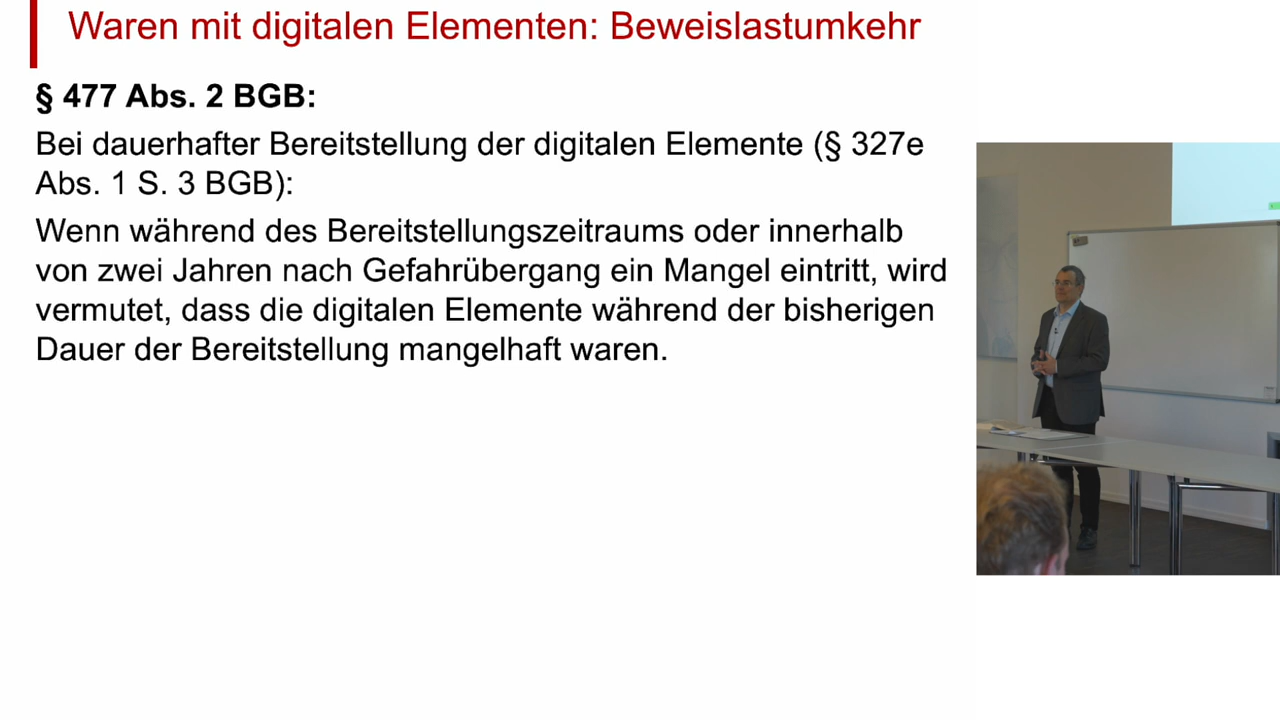 Waren mit digitalen Elementen: Beweislastumkehr
§ 477 Abs. 2 BGB:
Bei dauerhafter Bereitstellung der digitalen Elemente (§ 327e
Abs. 1 S. 3 BGB):
Wenn während des Bereitstellungszeitraums oder innerhalb
von zwei Jahren nach Gefahrübergang ein Mangel eintritt, wird
vermutet, dass die digitalen Elemente während der bisherigen
Dauer der Bereitstellung mangelhaft waren.